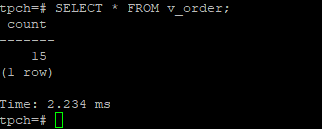 tpch=# SELECT * FROM v_order;
count
-------
15
(1 row)
Time: 2.234 ms
tpch=#